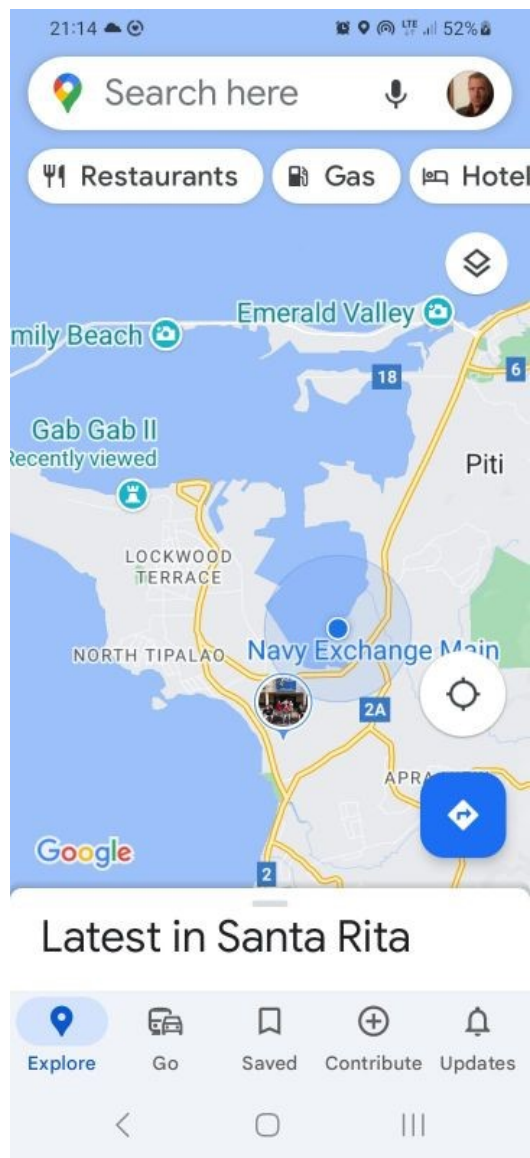 21:14
LTE
52%
Search here
Restaurants
Gas
Hotel
Emerald Valley
mily Beach
18
6
Gab Gab II
Recently viewed
Piti
LOCKWOOD
TERRACE
NORTH TIPALAO
Navy Exchange Main
2A
Google
2
Latest in Santa Rita
Explore
Go
Saved
Contribute
Updates